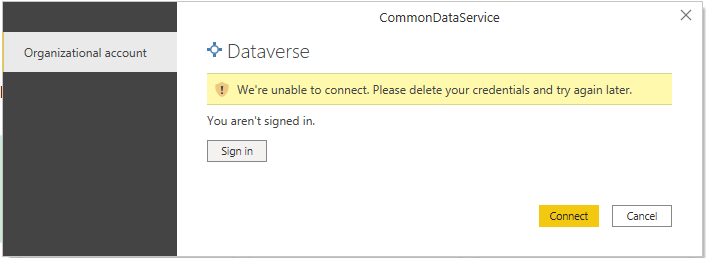 CommonDataService
Organizational account
Dataverse
We're unable to connect. Please delete your credentials and try again later.
You aren't signed in.
Sign in
Connect
Cancel